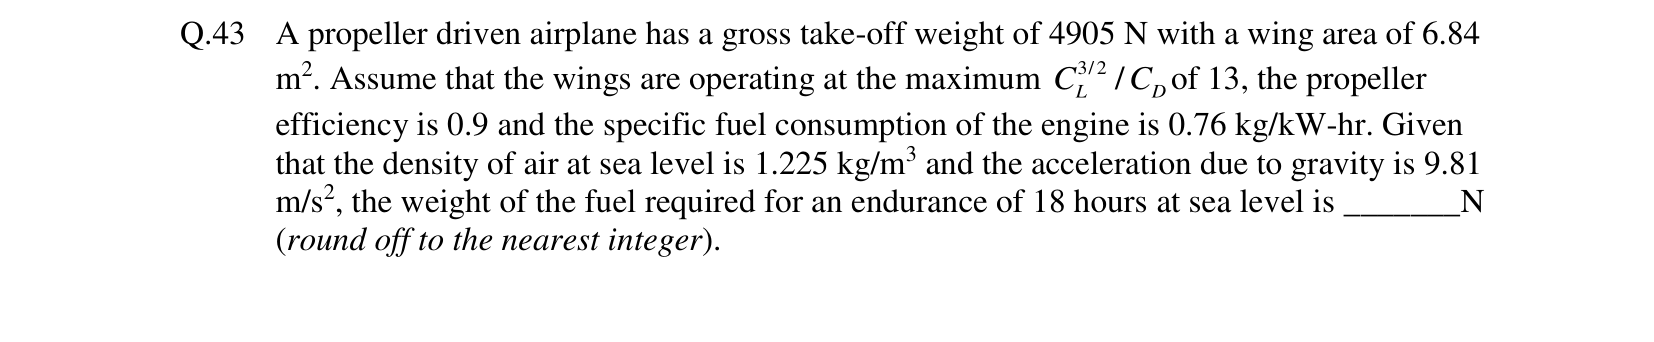 Q.43 A propeller driven airplane has a gross take-off weight of 4905 N with a wing area of 6.84
m². Assume that the wings are operating at the maximum C_L^{3/2} / C_D of 13, the propeller
efficiency is 0.9 and the specific fuel consumption of the engine is 0.76 kg/kW-hr. Given
that the density of air at sea level is 1.225 kg/m³ and the acceleration due to gravity is 9.81
m/s², the weight of the fuel required for an endurance of 18 hours at sea level is _______N
(round off to the nearest integer).